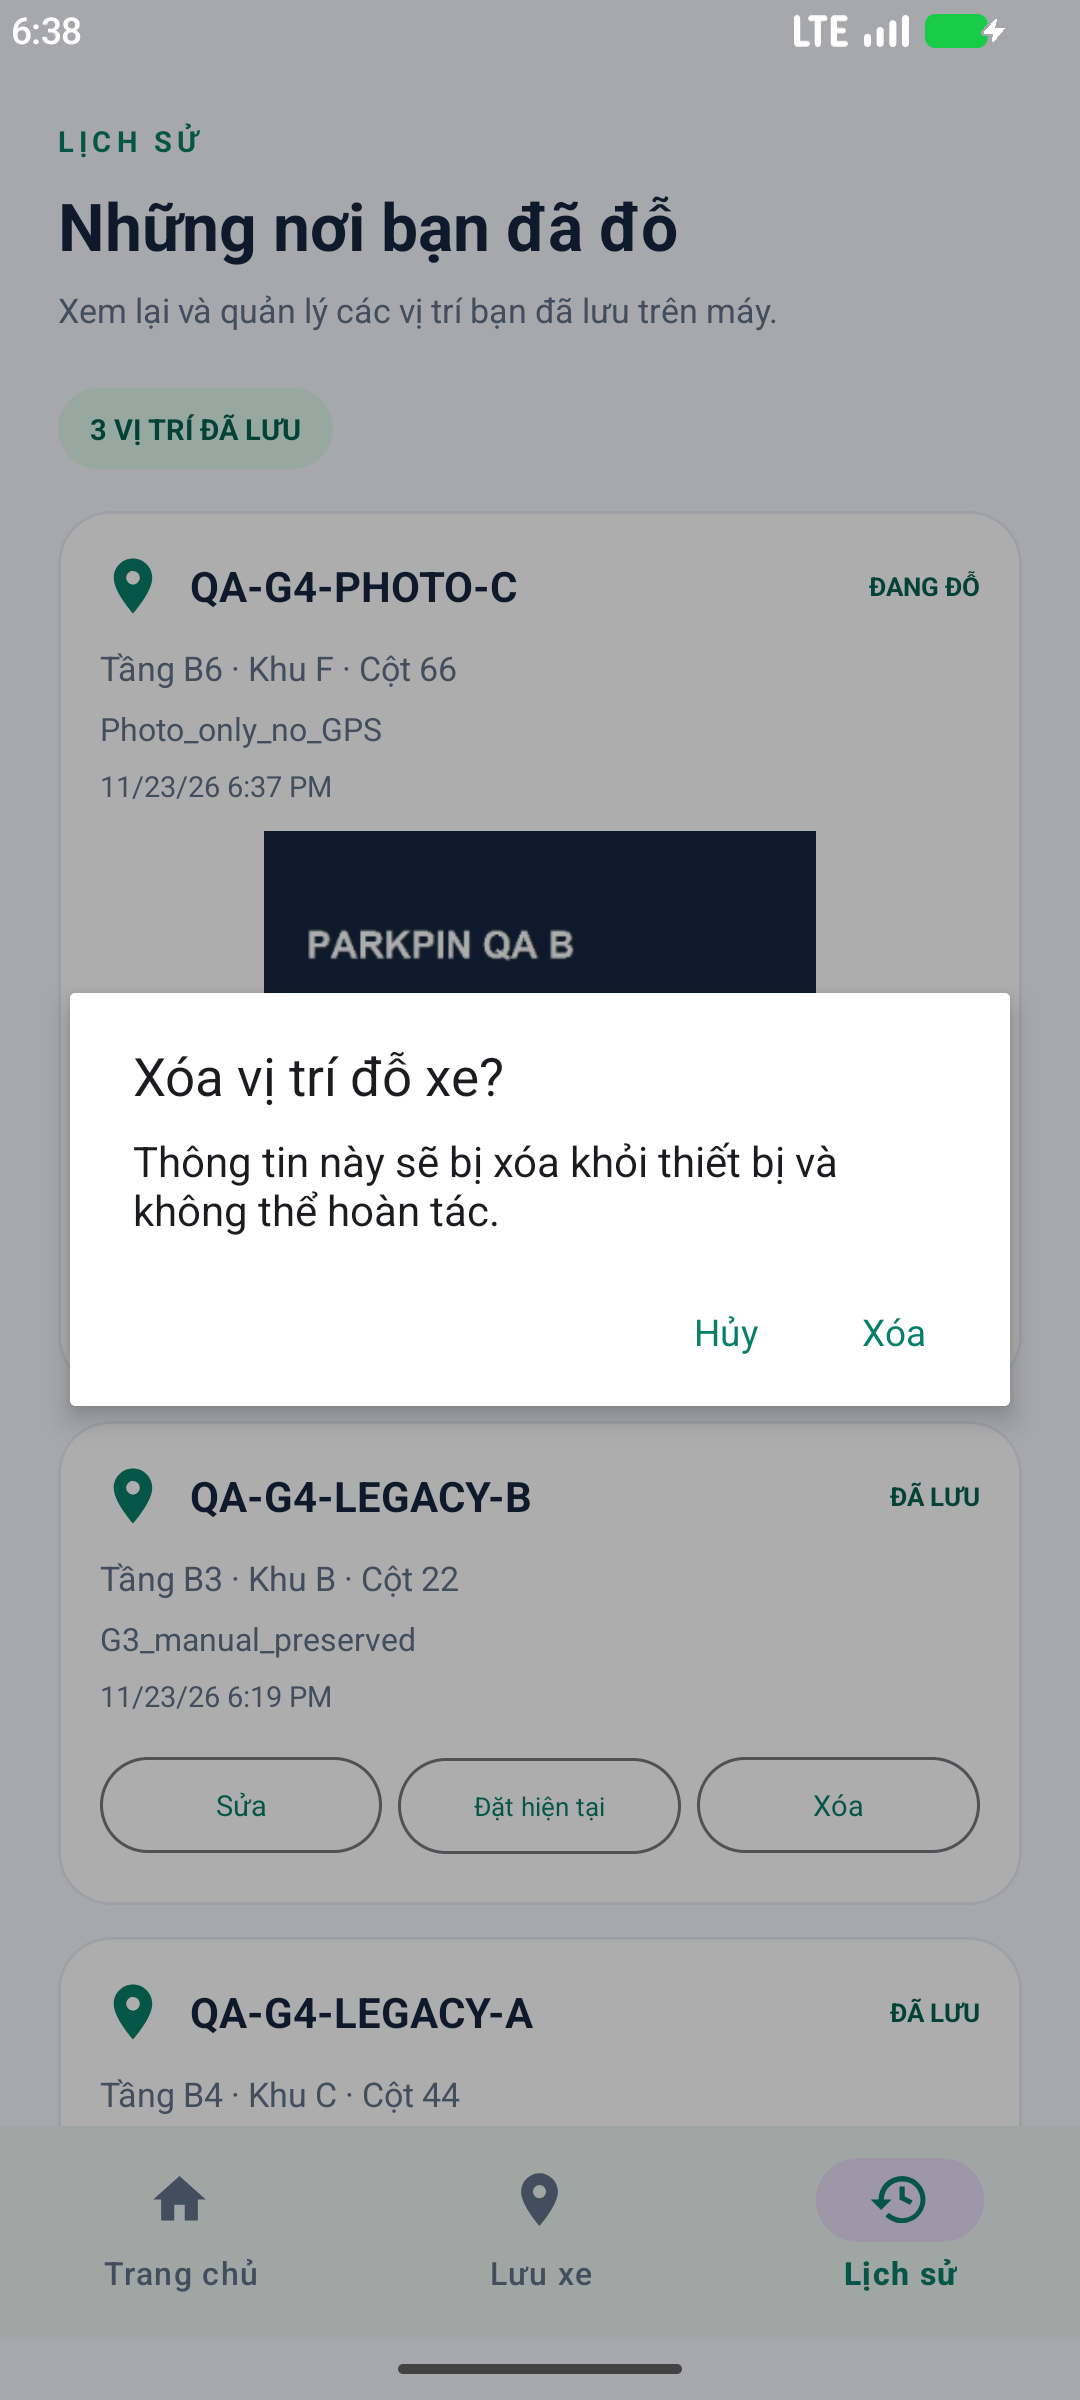 6:38
LTE
LỊCH SỬ
Những nơi bạn đã đỗ
Xem lại và quản lý các vị trí bạn đã lưu trên máy.
3 VỊ TRÍ ĐÃ LƯU
QA-G4-PHOTO-C
ĐANG ĐỖ
Tầng B6 · Khu F · Cột 66
Photo_only_no_GPS
11/23/26 6:37 PM
PARKPIN QA B
Xóa vị trí đỗ xe?
Thông tin này sẽ bị xóa khỏi thiết bị và
không thể hoàn tác.
Hủy
Xóa
QA-G4-LEGACY-B
ĐÃ LƯU
Tầng B3 · Khu B · Cột 22
G3_manual_preserved
11/23/26 6:19 PM
Sửa
Đặt hiện tại
Xóa
QA-G4-LEGACY-A
ĐÃ LƯU
Tầng B4 · Khu C · Cột 44
Trang chủ
Lưu xe
Lịch sử